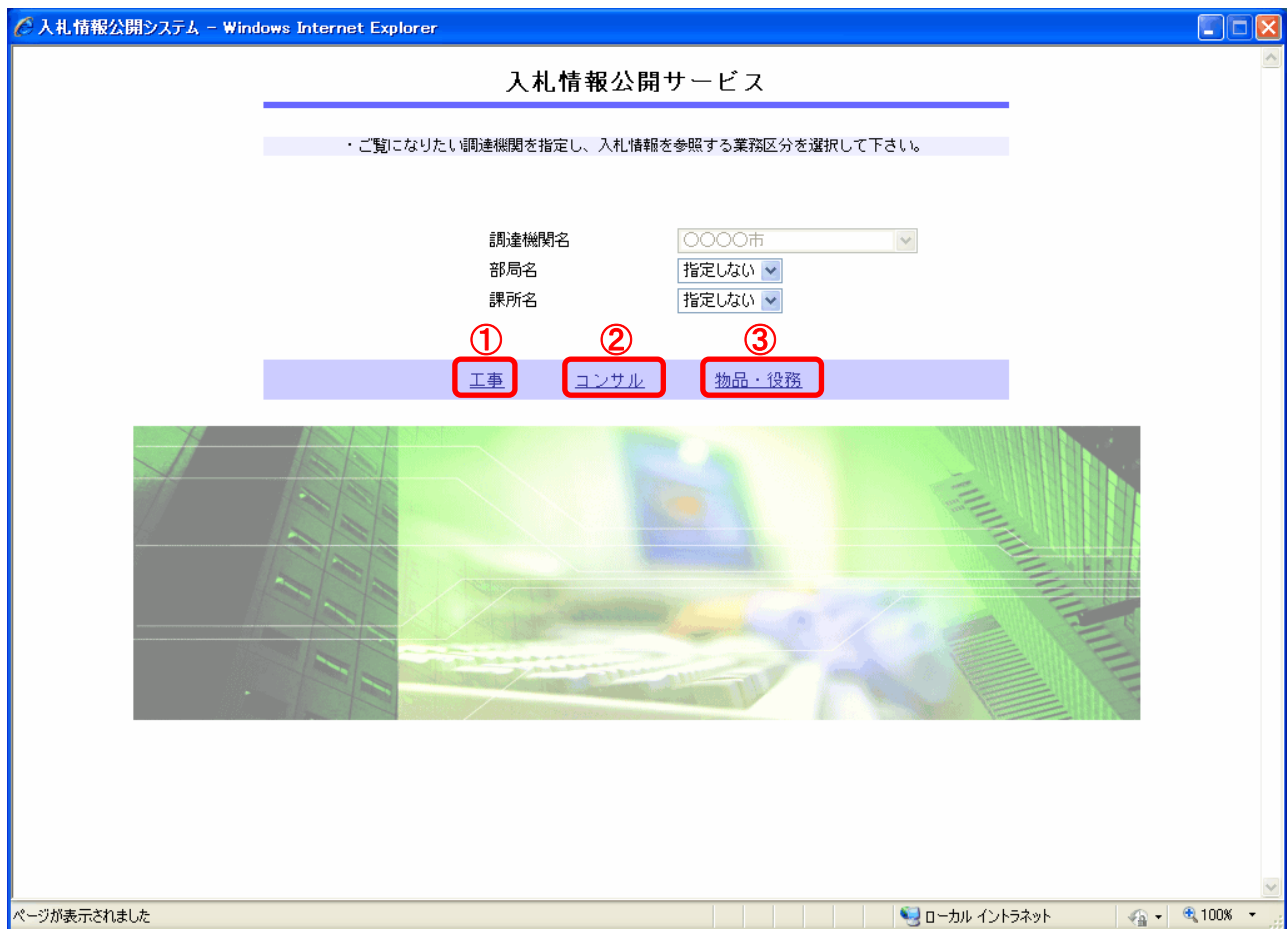 入札情報公開システム - Windows Internet Explorer
入札情報公開サービス
・ご覧になりたい調達機関を指定し、入札情報を参照する業務区分を選択して下さい。
調達機関名 ○○○○市
部局名 指定しない
課所名 指定しない
① ② ③
工事 コンサル 物品・役務
ページが表示されました ローカル イントラネット 100%